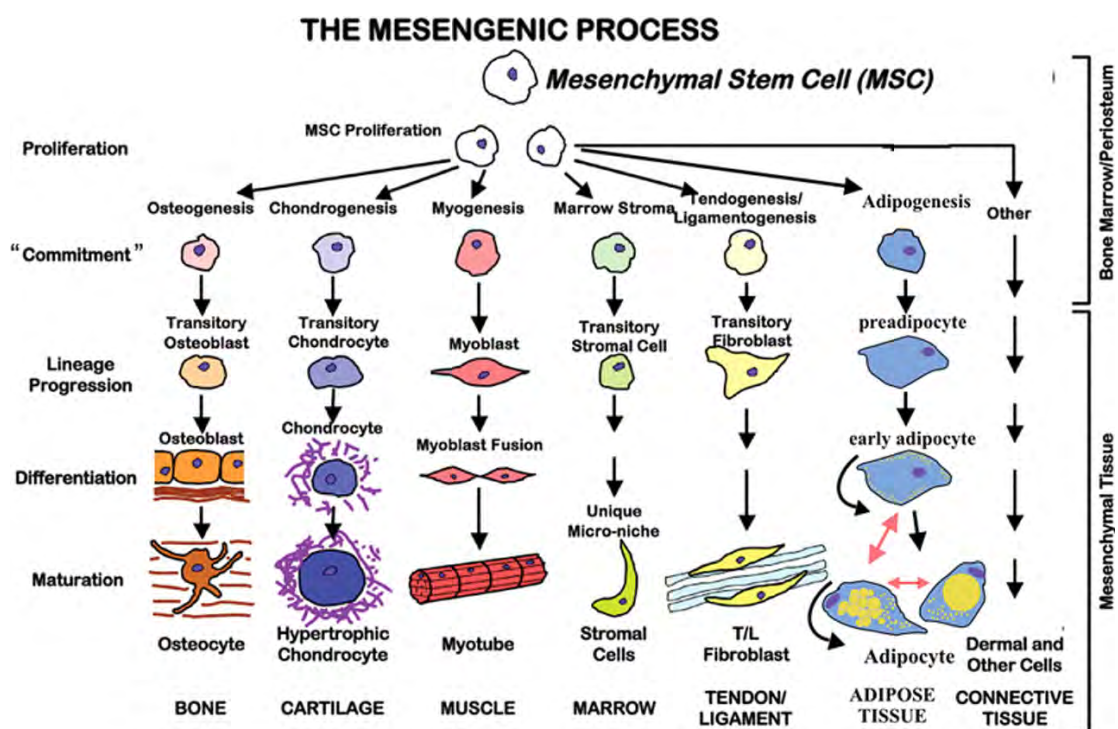 THE MESENGENIC PROCESS
Mesenchymal Stem Cell (MSC)
MSC Proliferation
Proliferation
Osteogenesis
Chondrogenesis
Myogenesis
Marrow Stroma
Tendogenesis/
Ligamentogenesis
Adipogenesis
Other
"Commitment"
Transitory
Osteoblast
Transitory
Chondrocyte
Myoblast
Transitory
Stromal Cell
Transitory
Fibroblast
preadipocyte
Lineage
Progression
Osteoblast
Chondrocyte
Myoblast Fusion
early adipocyte
Differentiation
Unique
Micro-niche
Maturation
Osteocyte
Hypertrophic
Chondrocyte
Myotube
Stromal
Cells
T/L
Fibroblast
Adipocyte
Dermal and
Other Cells
BONE
CARTILAGE
MUSCLE
MARROW
TENDON/
LIGAMENT
ADIPOSE
TISSUE
CONNECTIVE
TISSUE
Bone Marrow/Periosteum
Mesenchymal Tissue